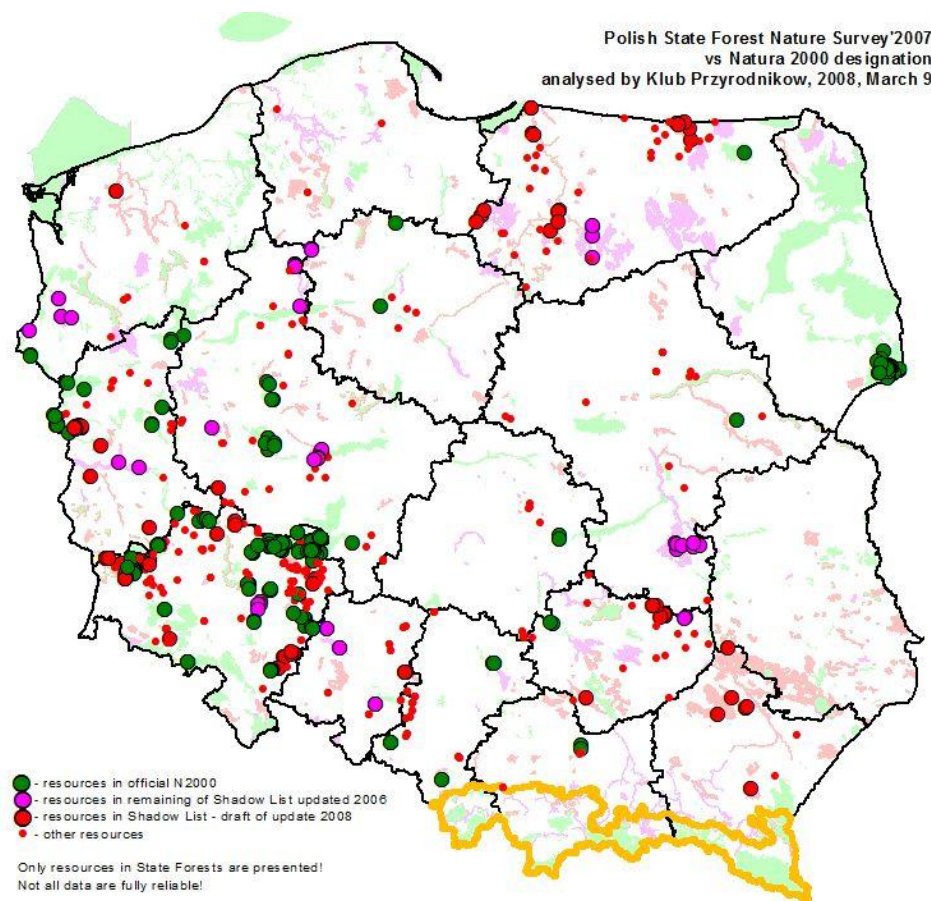 Polish State Forest Nature Survey'2007
vs Natura 2000 designation
analysed by Klub Przyrodnikow, 2008, March 9
- resources in official N2000
- resources in remaining of Shadow List updated 2006
- resources in Shadow List - draft of update 2008
- other resources
Only resources in State Forests are presented!
Not all data are fully reliable!